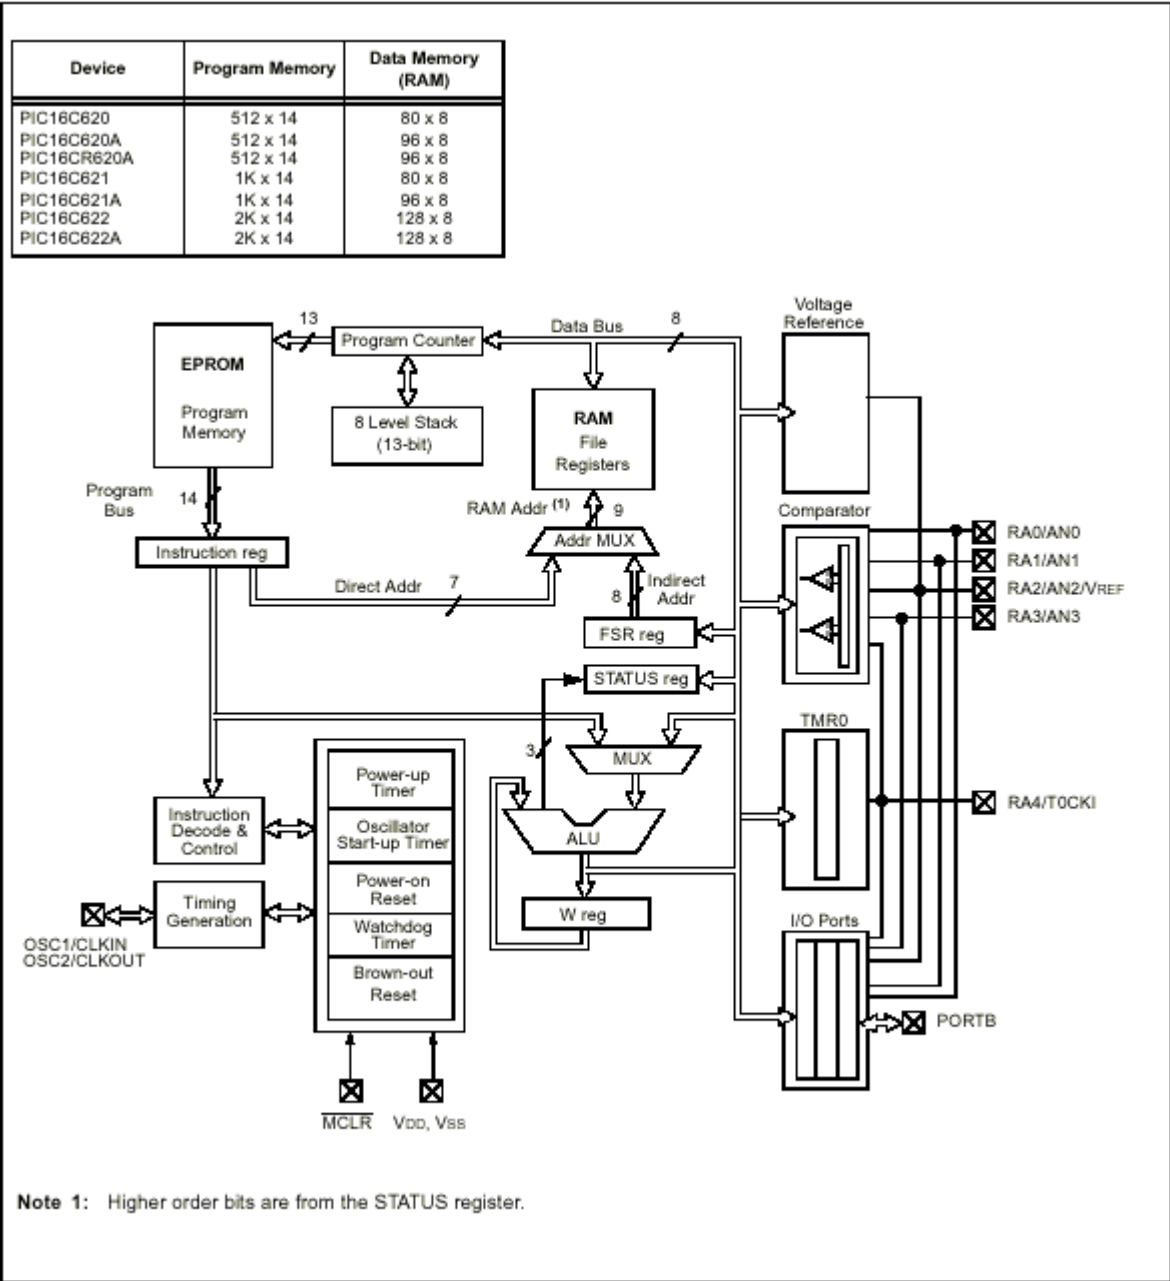 Device Program Memory Data Memory
(RAM)
PIC16C620 512 x 14 80 x 8
PIC16C620A 512 x 14 96 x 8
PIC16CR620A 512 x 14 96 x 8
PIC16C621 1K x 14 80 x 8
PIC16C621A 1K x 14 96 x 8
PIC16C622 2K x 14 128 x 8
PIC16C622A 2K x 14 128 x 8
Voltage
Reference
13
Program Counter
Data Bus 8
EPROM
Program
Memory
8 Level Stack
(13-bit)
RAM
File
Registers
Program
Bus
14
RAM Addr (1) 9
Comparator
Instruction reg
Addr MUX
RA0/AN0
RA1/AN1
RA2/AN2/VREF
RA3/AN3
Direct Addr 7
8
Indirect
Addr
FSR reg
STATUS reg
TMR0
3
MUX
Power-up
Timer
Instruction
Decode &
Control
Oscillator
Start-up Timer
ALU
RA4/T0CKI
Power-on
Reset
Timing
Generation
W reg
Watchdog
Timer
I/O Ports
OSC1/CLKIN
OSC2/CLKOUT
Brown-out
Reset
PORTB
MCLR VDD, VSS
Note 1: Higher order bits are from the STATUS register.